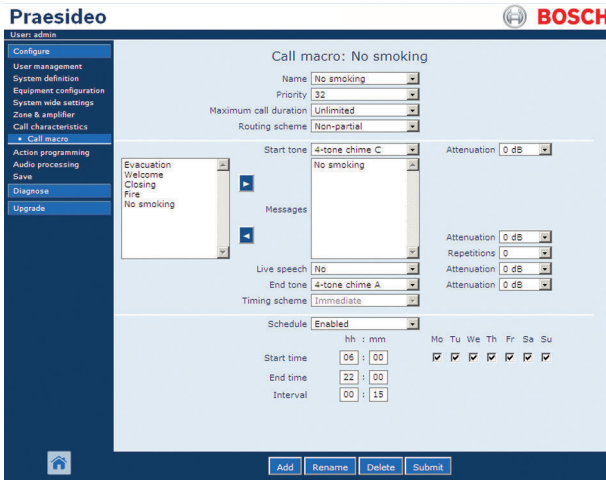 Praesideo
BOSCH
User: admin
Configure
User management
System definition
Equipment configuration
System wide settings
Zone & amplifier
Call characteristics
• Call macro
Action programming
Audio processing
Save
Diagnose
Upgrade
Call macro: No smoking
Name No smoking
Priority 32
Maximum call duration Unlimited
Routing scheme Non-partial
Start tone 4-tone chime C Attenuation 0 dB
Evacuation
Welcome
Closing
Fire
No smoking
Messages
No smoking
Attenuation 0 dB
Repetitions 0
Live speech No Attenuation 0 dB
End tone 4-tone chime A Attenuation 0 dB
Timing scheme Immediate
Schedule Enabled
hh : mm Mo Tu We Th Fr Sa Su
Start time 06 : 00
End time 22 : 00
Interval 00 : 15
Add Rename Delete Submit